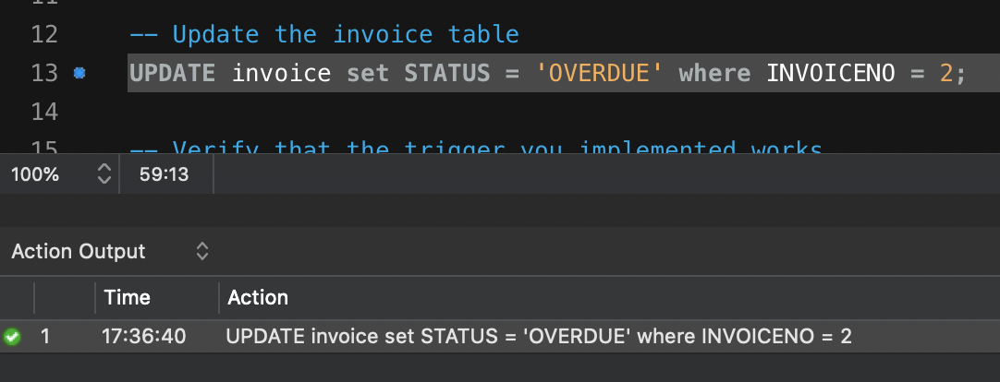 11
12 -- Update the invoice table
13 UPDATE invoice set STATUS = 'OVERDUE' where INVOICENO = 2;
14
15 -- Verify that the trigger you implemented works
100% 59:13
Action Output
Time Action
1 17:36:40 UPDATE invoice set STATUS = 'OVERDUE' where INVOICENO = 2